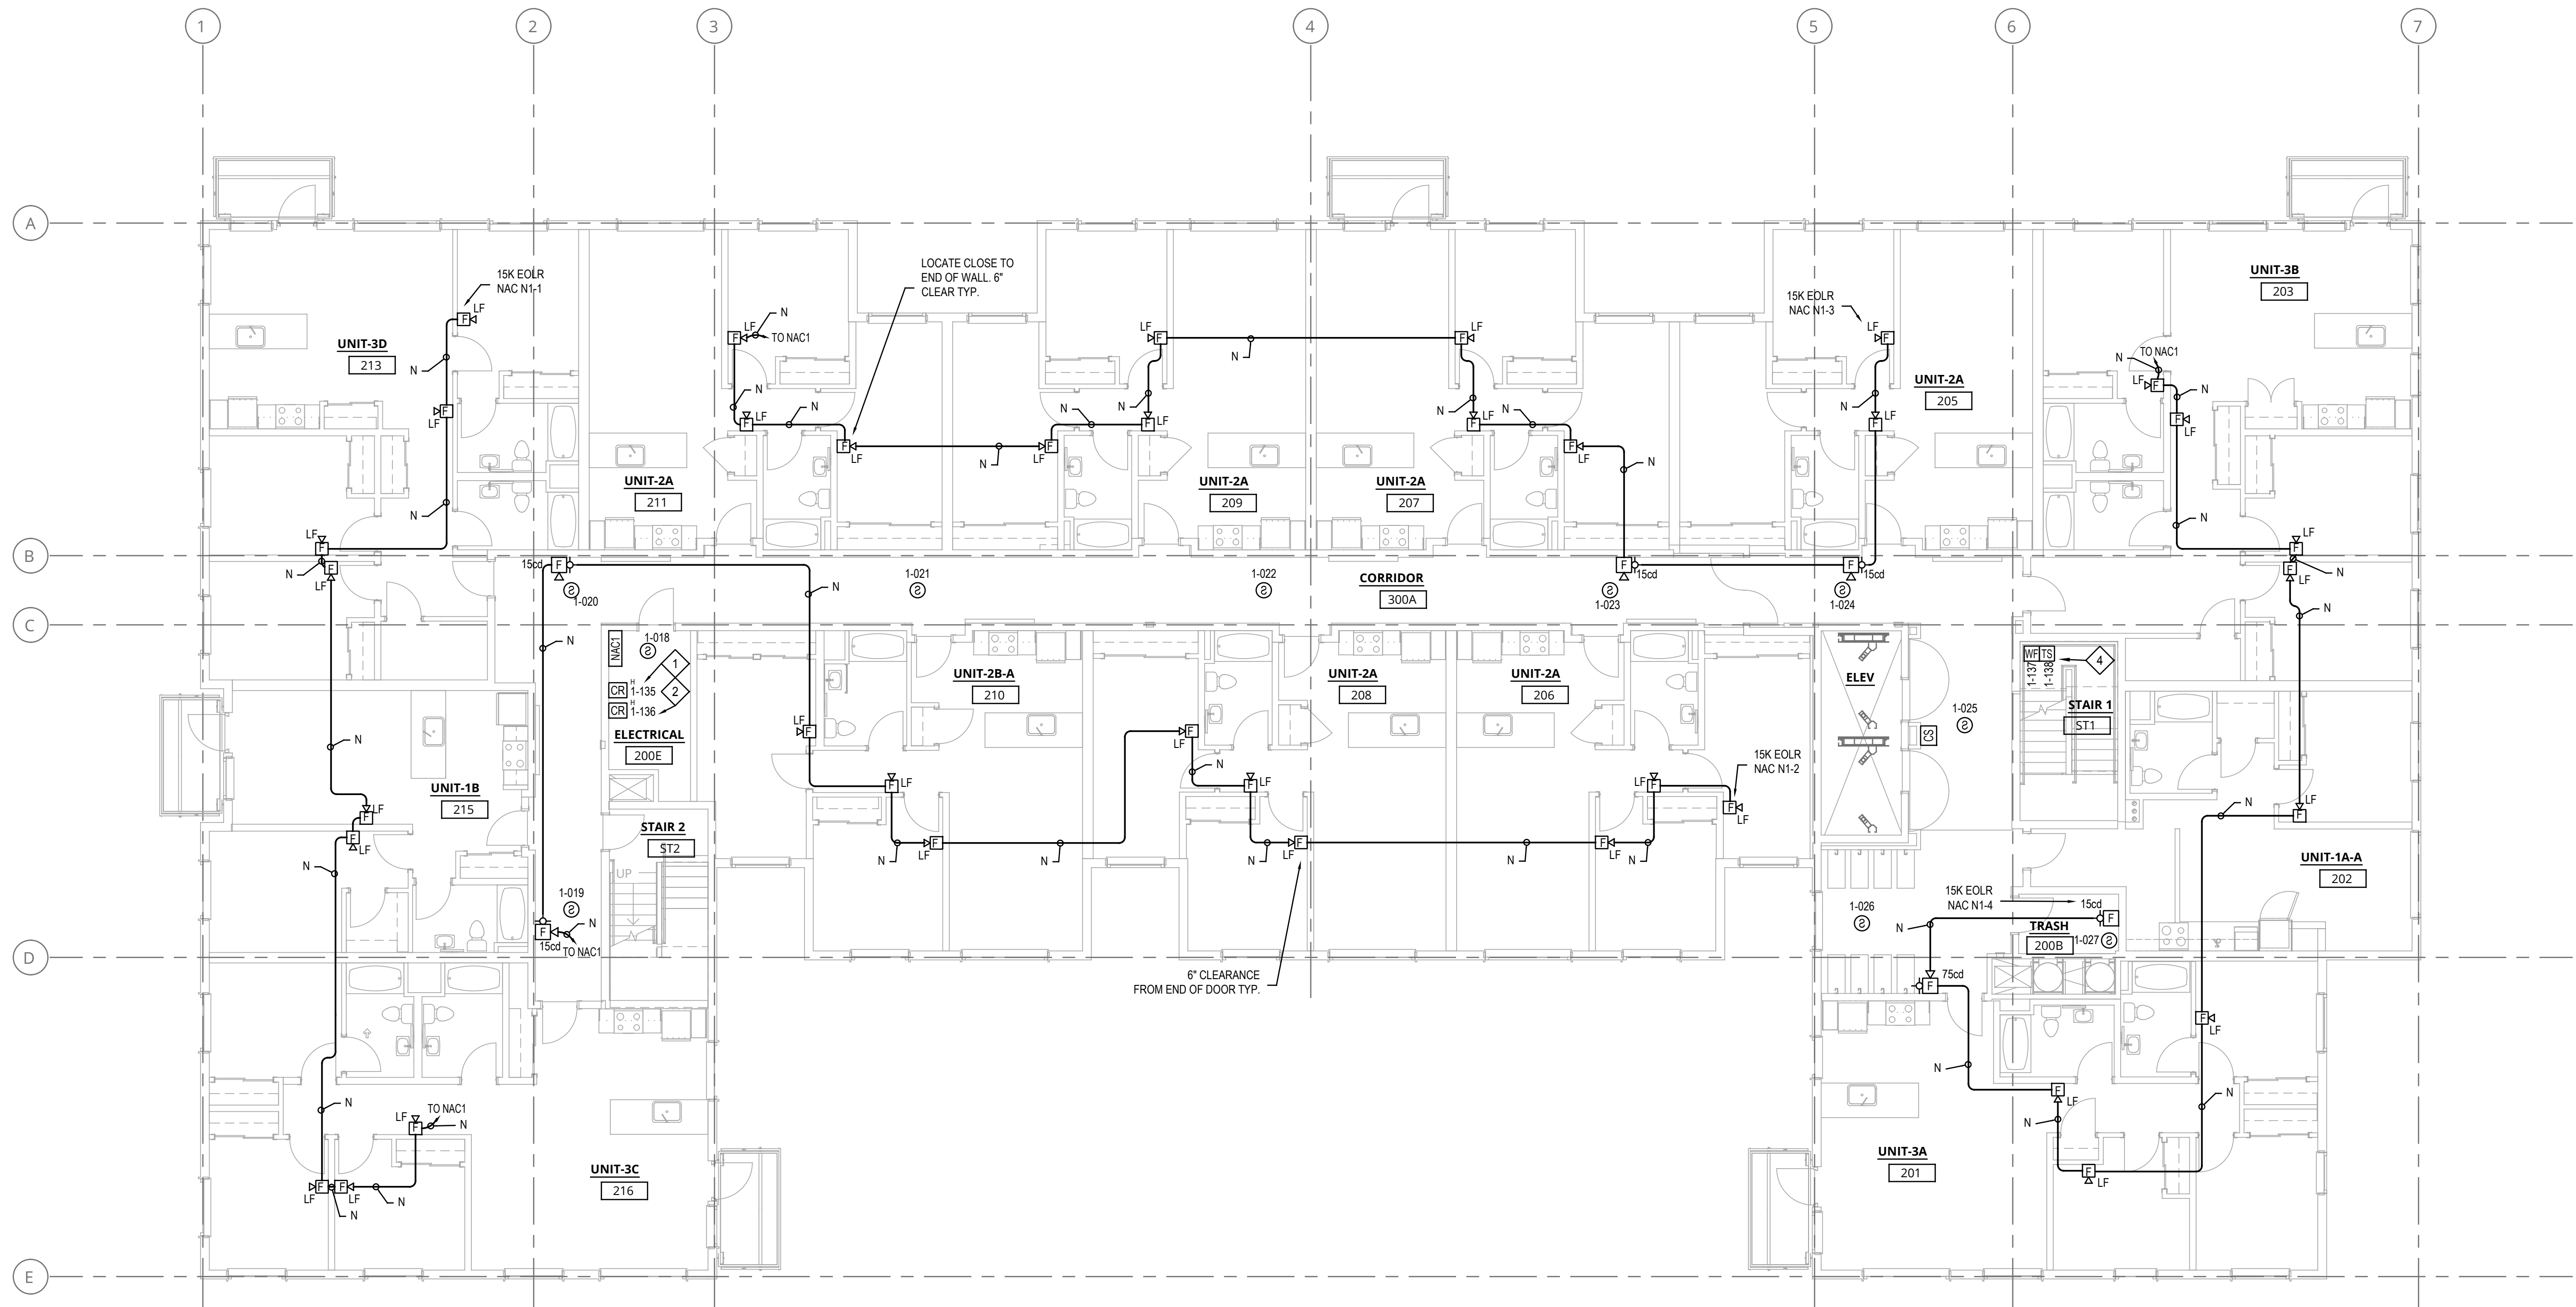 1
2
3
4
5
6
7
A
B
C
D
E
15K EOLR
NAC N1-1
LF
F
UNIT-3D
213
N
F
LF
N
LF
F
N
F
LF
LOCATE CLOSE TO
END OF WALL. 6"
CLEAR TYP.
N
LF
F
TO NAC1
N
LF
F
N
F
LF
UNIT-2A
211
N
F
LF
N
F
LF
N
LF
F
N
UNIT-2A
209
LF
F
N
F
LF
N
F
LF
N
UNIT-2A
207
15K EOLR
NAC N1-3
LF
F
N
F
LF
UNIT-2A
205
UNIT-3B
203
TO NAC1
N
LF
F
N
F
LF
N
LF
F
N
F
LF
N
15cd
F
1-020
S
N
1-021
S
1-022
S
CORRIDOR
300A
F
15cd
S
1-023
F
15cd
S
1-024
N
NAC1
1-018
S
1
H
CR
1-135
2
H
CR
1-136
ELECTRICAL
200E
LF
F
UNIT-2B-A
210
F
LF
N
F
LF
N
F
LF
N
UNIT-2A
208
UNIT-2A
206
F
LF
N
F
LF
N
F
LF
N
F
LF
15K EOLR
NAC N1-2
F
LF
ELEV
CS
1-025
S
WF
TS
1-137
1-138
4
STAIR 1
ST1
LF
F
N
UNIT-1A-A
202
N
UNIT-1B
215
F
LF
F
LF
N
STAIR 2
ST2
UP
1-019
S
N
F
15cd
TO NAC1
6" CLEARANCE
FROM END OF DOOR TYP.
15K EOLR
NAC N1-4
15cd
F
1-026
S
N
TRASH
200B
1-027
S
75cd
F
N
F
LF
N
F
LF
N
F
LF
UNIT-3A
201
N
LF
F
TO NAC1
N
F
LF
F
LF
N
N
UNIT-3C
216